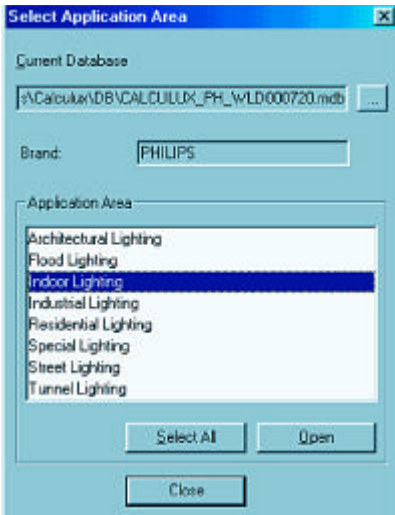 Select Application Area
Current Database
s\Calculux\DB\CALCULUX_PH_WLD000720.mdb
...
Brand:
PHILIPS
Application Area
Architectural Lighting
Flood Lighting
Indoor Lighting
Industrial Lighting
Residential Lighting
Special Lighting
Street Lighting
Tunnel Lighting
Select All
Open
Close